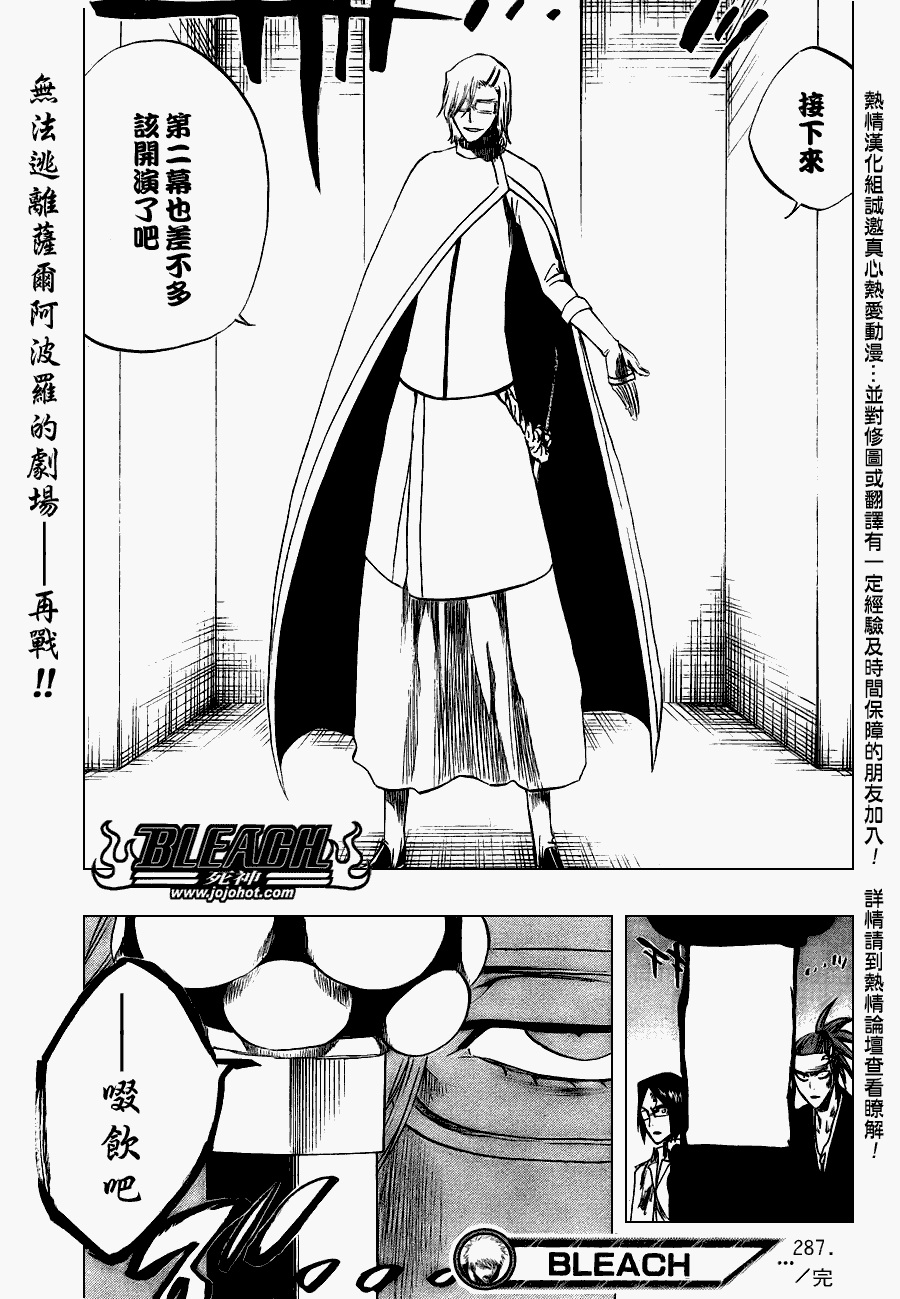 熱情漢化組誠邀真心熱愛動漫…並對修圖或翻譯有一定經驗及時間保障的朋友加入！ 詳情請到熱情論壇查看瞭解！
接下來
第二幕也差不多
該開演了吧
無法逃離薩爾阿波羅的劇場——再戰!!
BLEACH
死神
www.jojohot.com
——啜飲吧
BLEACH
287.
…／完